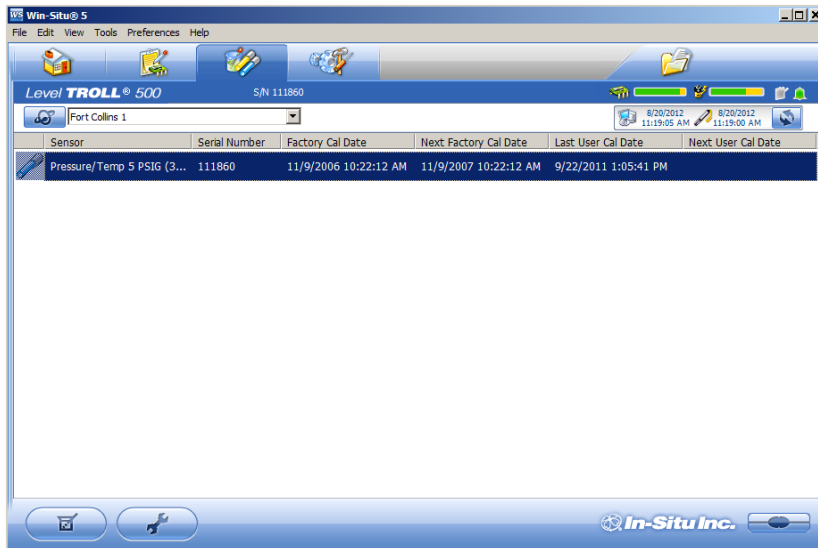 WS Win-Situ® 5
File Edit View Tools Preferences Help
Level TROLL® 500 S/N 111860
Fort Collins 1 8/20/2012 11:19:05 AM 8/20/2012 11:19:00 AM
Sensor Serial Number Factory Cal Date Next Factory Cal Date Last User Cal Date Next User Cal Date
Pressure/Temp 5 PSIG (3... 111860 11/9/2006 10:22:12 AM 11/9/2007 10:22:12 AM 9/22/2011 1:05:41 PM
In-Situ Inc.